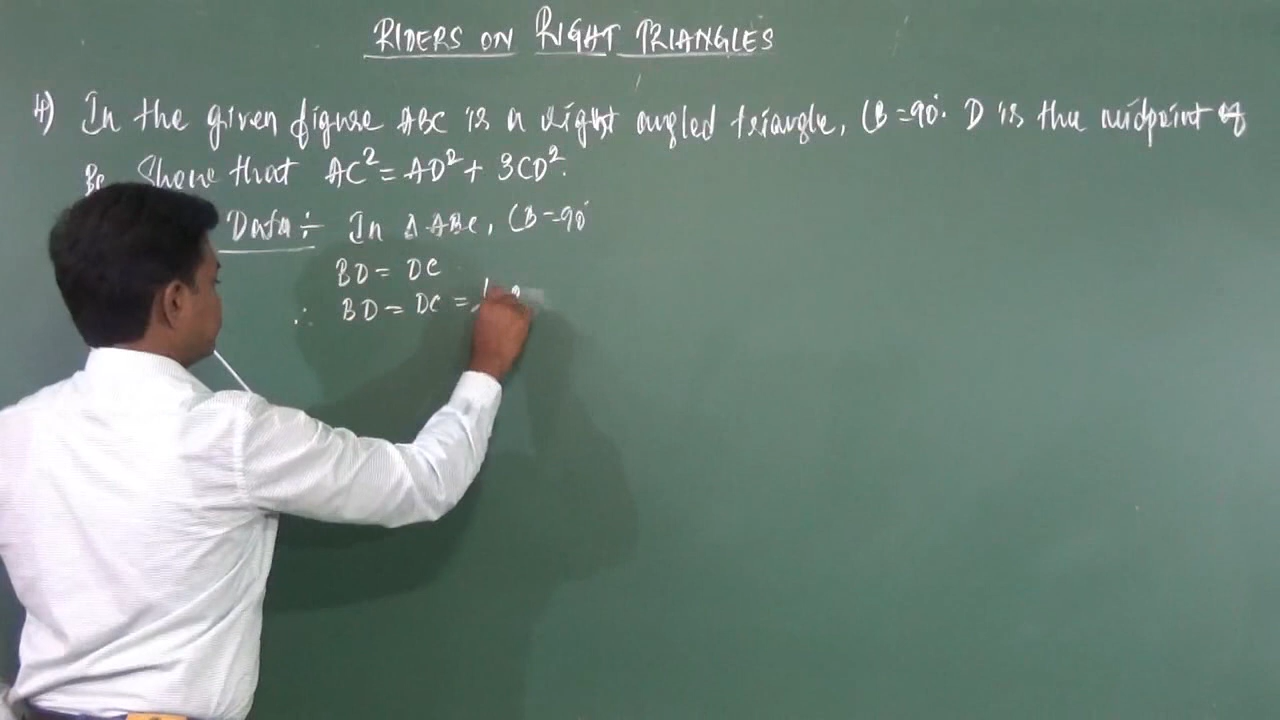 RIDERS ON RIGHT TRIANGLES
4) In the given figure ABC is a right angled triangle, ∠B = 90°. D is the midpoint of
BC Show that AC² = AD² + 3CD².
Data :- In Δ ABC, ∠B = 90°
BD = DC
∴ BD = DC =